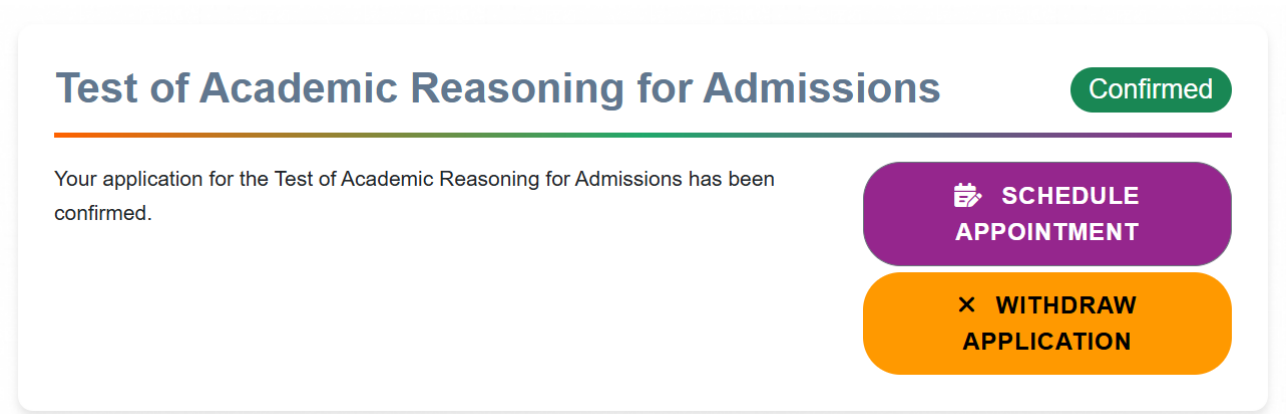 Test of Academic Reasoning for Admissions
Confirmed
Your application for the Test of Academic Reasoning for Admissions has been
confirmed.
SCHEDULE
APPOINTMENT
WITHDRAW
APPLICATION